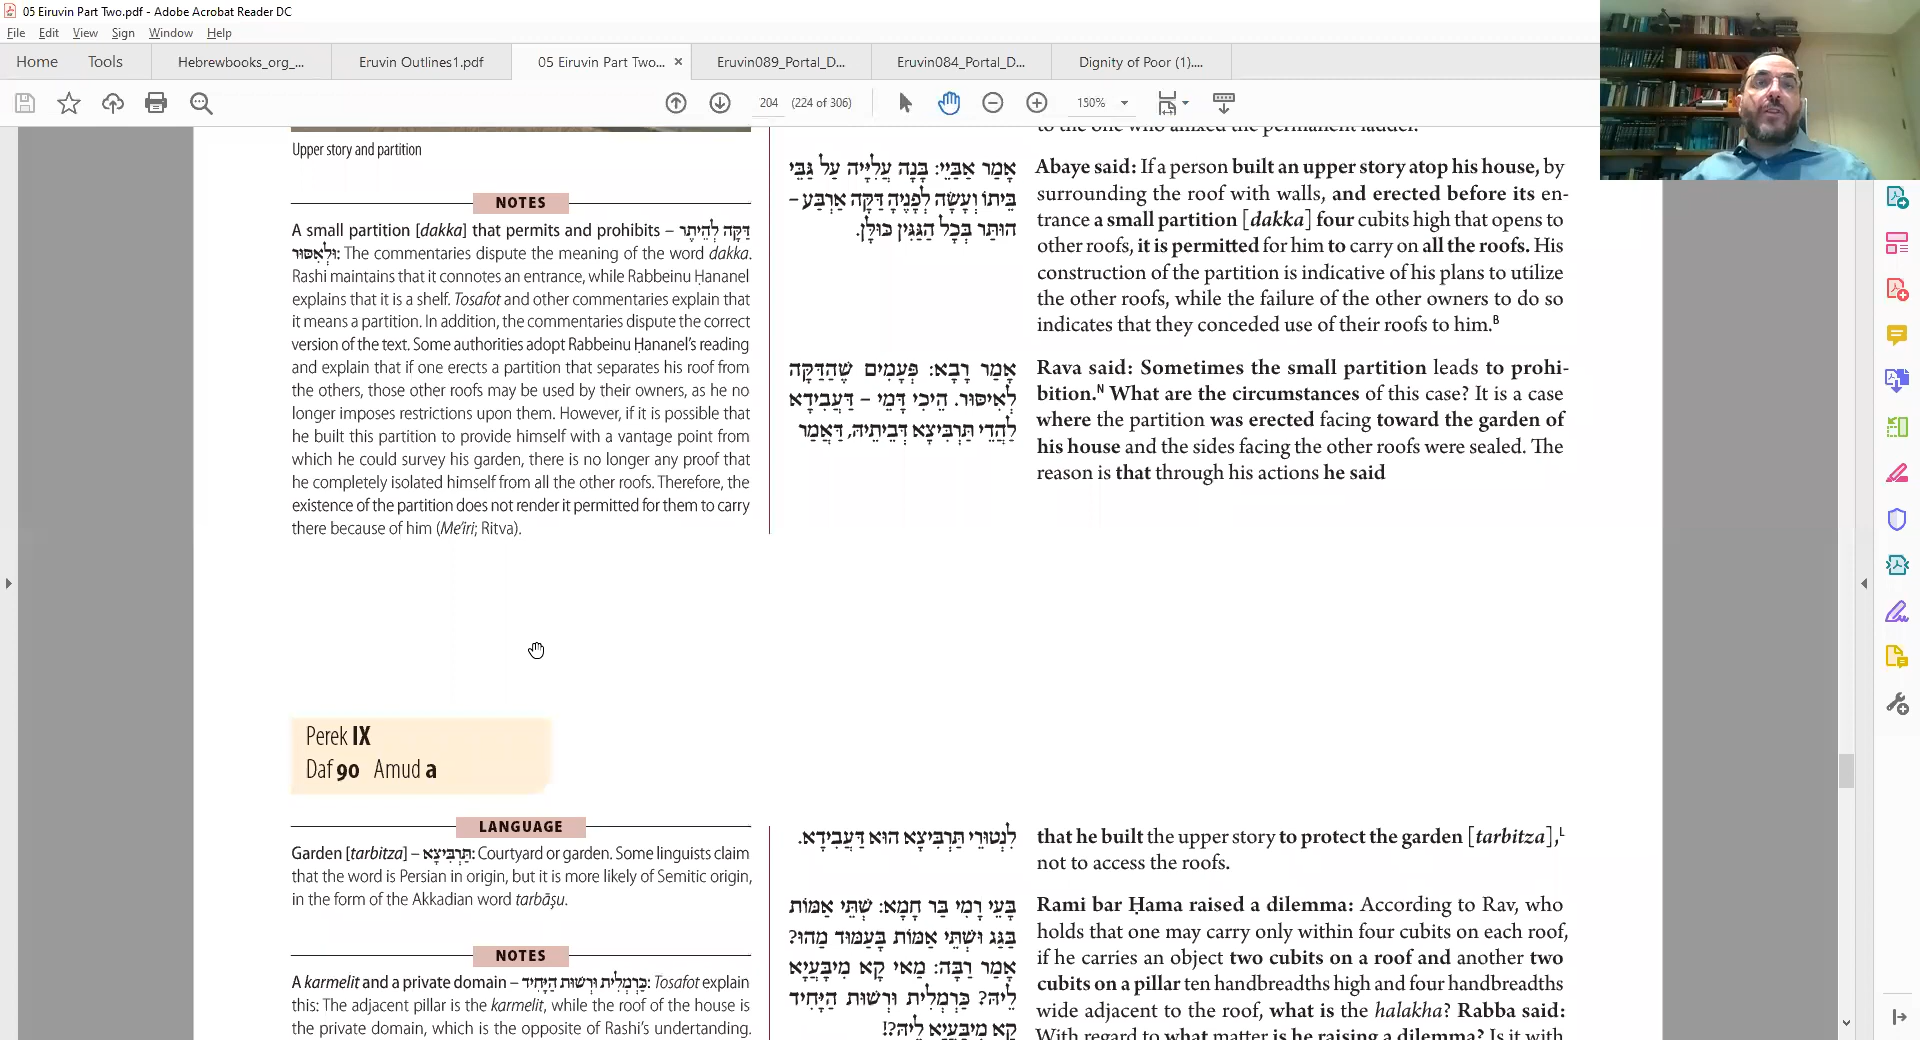 05 Eiruvin Part Two.pdf - Adobe Acrobat Reader DC
File Edit View Sign Window Help
Home Tools Hebrewbooks_org_... Eruvin Outlines1.pdf 05 Eiruvin Part Two... × Eruvin089_Portal_D... Eruvin084_Portal_D... Dignity of Poor (1)....
204 (224 of 306) 150%
Upper story and partition
NOTES
A small partition [dakka] that permits and prohibits – דַּקָּה לְהֶיתֵּר
וּלְאִסּוּר: The commentaries dispute the meaning of the word dakka.
Rashi maintains that it connotes an entrance, while Rabbeinu Ḥananel
explains that it is a shelf. Tosafot and other commentaries explain that
it means a partition. In addition, the commentaries dispute the correct
version of the text. Some authorities adopt Rabbeinu Ḥananel's reading
and explain that if one erects a partition that separates his roof from
the others, those other roofs may be used by their owners, as he no
longer imposes restrictions upon them. However, if it is possible that
he built this partition to provide himself with a vantage point from
which he could survey his garden, there is no longer any proof that
he completely isolated himself from all the other roofs. Therefore, the
existence of the partition does not render it permitted for them to carry
there because of him (Me'iri; Ritva).
to the one who affixed the permanent ladder.
אָמַר אַבַּיֵי: בָּנָה עֲלִיָּיה עַל גַּבֵּי
בֵּיתוֹ וְעָשָׂה לְפָנֶיהָ דַּקָּה אַרְבַּע –
הוּתַּר בְּכָל הַגַּגִּין כּוּלָּן.
Abaye said: If a person built an upper story atop his house, by
surrounding the roof with walls, and erected before its en-
trance a small partition [dakka] four cubits high that opens to
other roofs, it is permitted for him to carry on all the roofs. His
construction of the partition is indicative of his plans to utilize
the other roofs, while the failure of the other owners to do so
indicates that they conceded use of their roofs to him.B
אָמַר רָבָא: פְּעָמִים שֶׁהַדַּקָּה
לְאִיסּוּר. הֵיכִי דָּמֵי – דַּעֲבִידָא
לַהֲדֵי תַּרְבִּיצָא דְּבֵיתֵיהּ, דַּאֲמַר
Rava said: Sometimes the small partition leads to prohi-
bition.N What are the circumstances of this case? It is a case
where the partition was erected facing toward the garden of
his house and the sides facing the other roofs were sealed. The
reason is that through his actions he said
Perek IX
Daf 90 Amud a
LANGUAGE
Garden [tarbitza] – תַּרְבִּיצָא: Courtyard or garden. Some linguists claim
that the word is Persian in origin, but it is more likely of Semitic origin,
in the form of the Akkadian word tarbāṣu.
NOTES
A karmelit and a private domain – כַּרְמְלִית וּרְשׁוּת הַיָּחִיד: Tosafot explain
this: The adjacent pillar is the karmelit, while the roof of the house is
the private domain, which is the opposite of Rashi's undertanding.
לִנְטוּרֵי תַּרְבִּיצָא הוּא דַּעֲבִידָא.
that he built the upper story to protect the garden [tarbitza],L
not to access the roofs.
בָּעֵי רָמֵי בַּר חָמָא: שְׁתֵּי אַמּוֹת
בַּגַּג וּשְׁתֵּי אַמּוֹת בָּעַמּוּד מַהוּ?
אָמַר רַבָּה: מַאי קָא מִיבָּעֲיָא
לֵיהּ? כַּרְמְלִית וּרְשׁוּת הַיָּחִיד
קָא מִיבַּעְיָא לֵיהּ?!
Rami bar Ḥama raised a dilemma: According to Rav, who
holds that one may carry only within four cubits on each roof,
if he carries an object two cubits on a roof and another two
cubits on a pillar ten handbreadths high and four handbreadths
wide adjacent to the roof, what is the halakha? Rabba said:
With regard to what matter is he raising a dilemma? Is it with